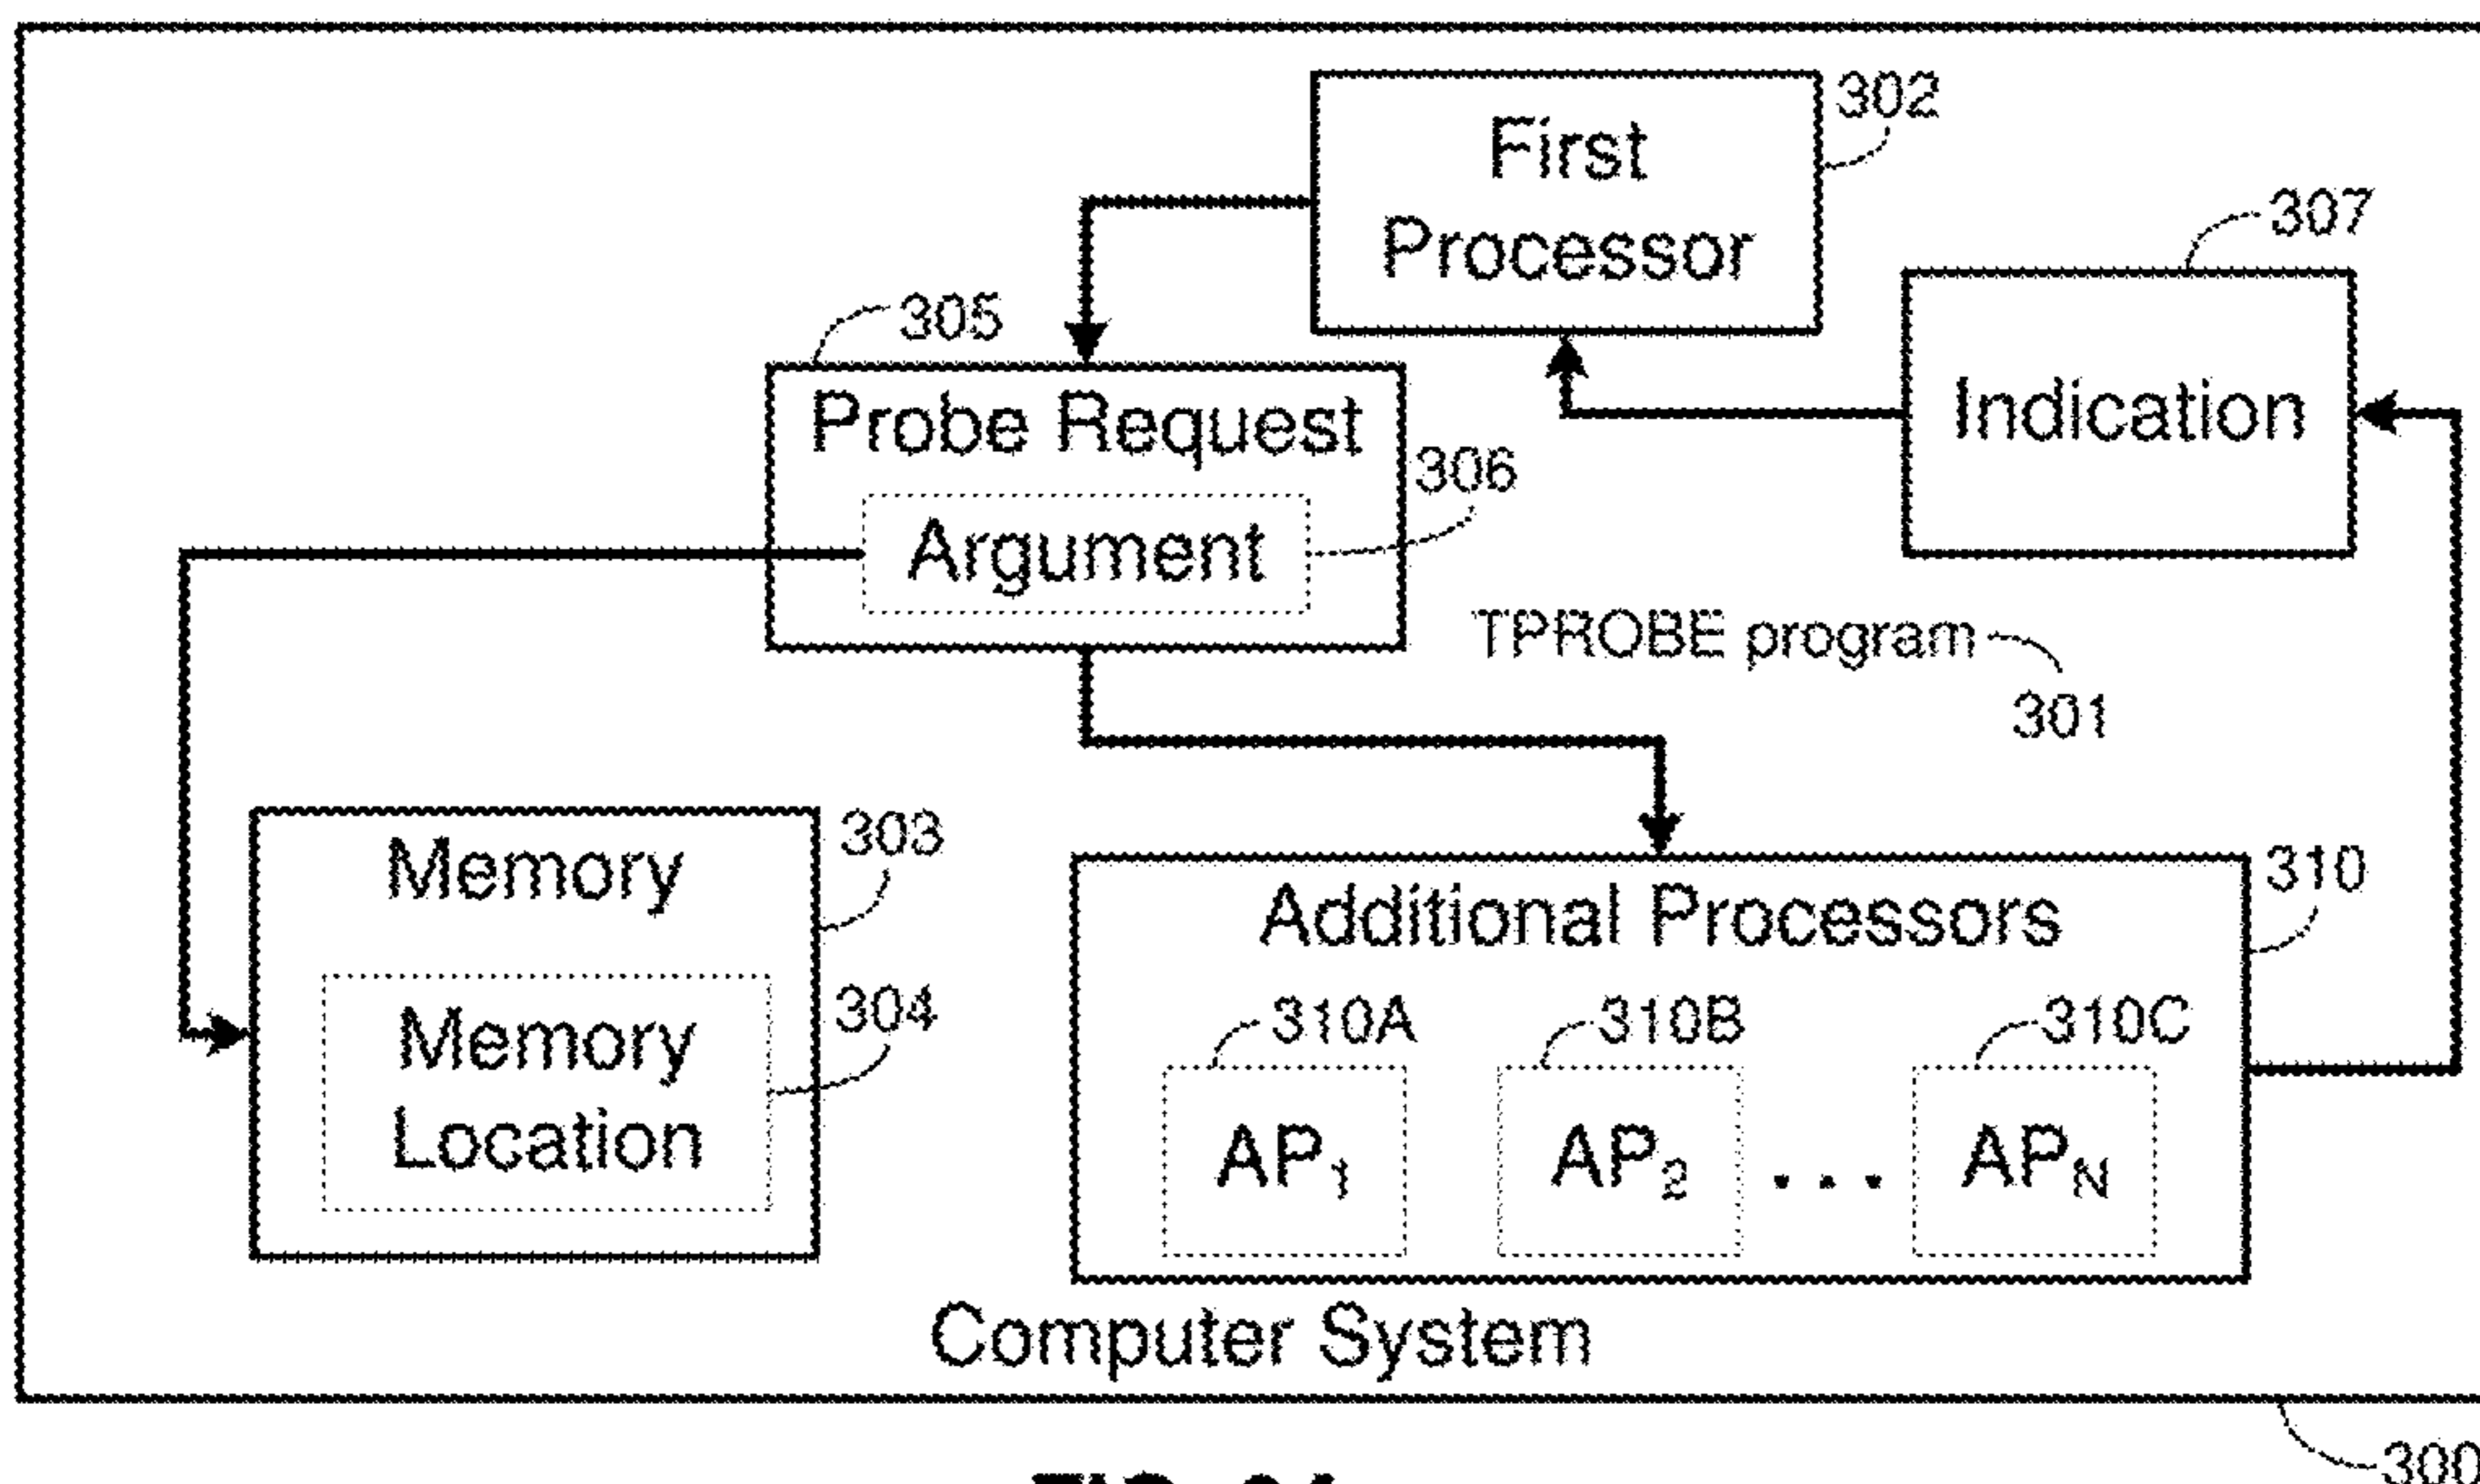 First
Processor
302
307
305
Indication
Probe Request
306
Argument
TPROBE program
301
Memory
303
Additional Processors
310
Memory
Location
304
310A
310B
310C
AP1
AP2
...
APN
Computer System
300